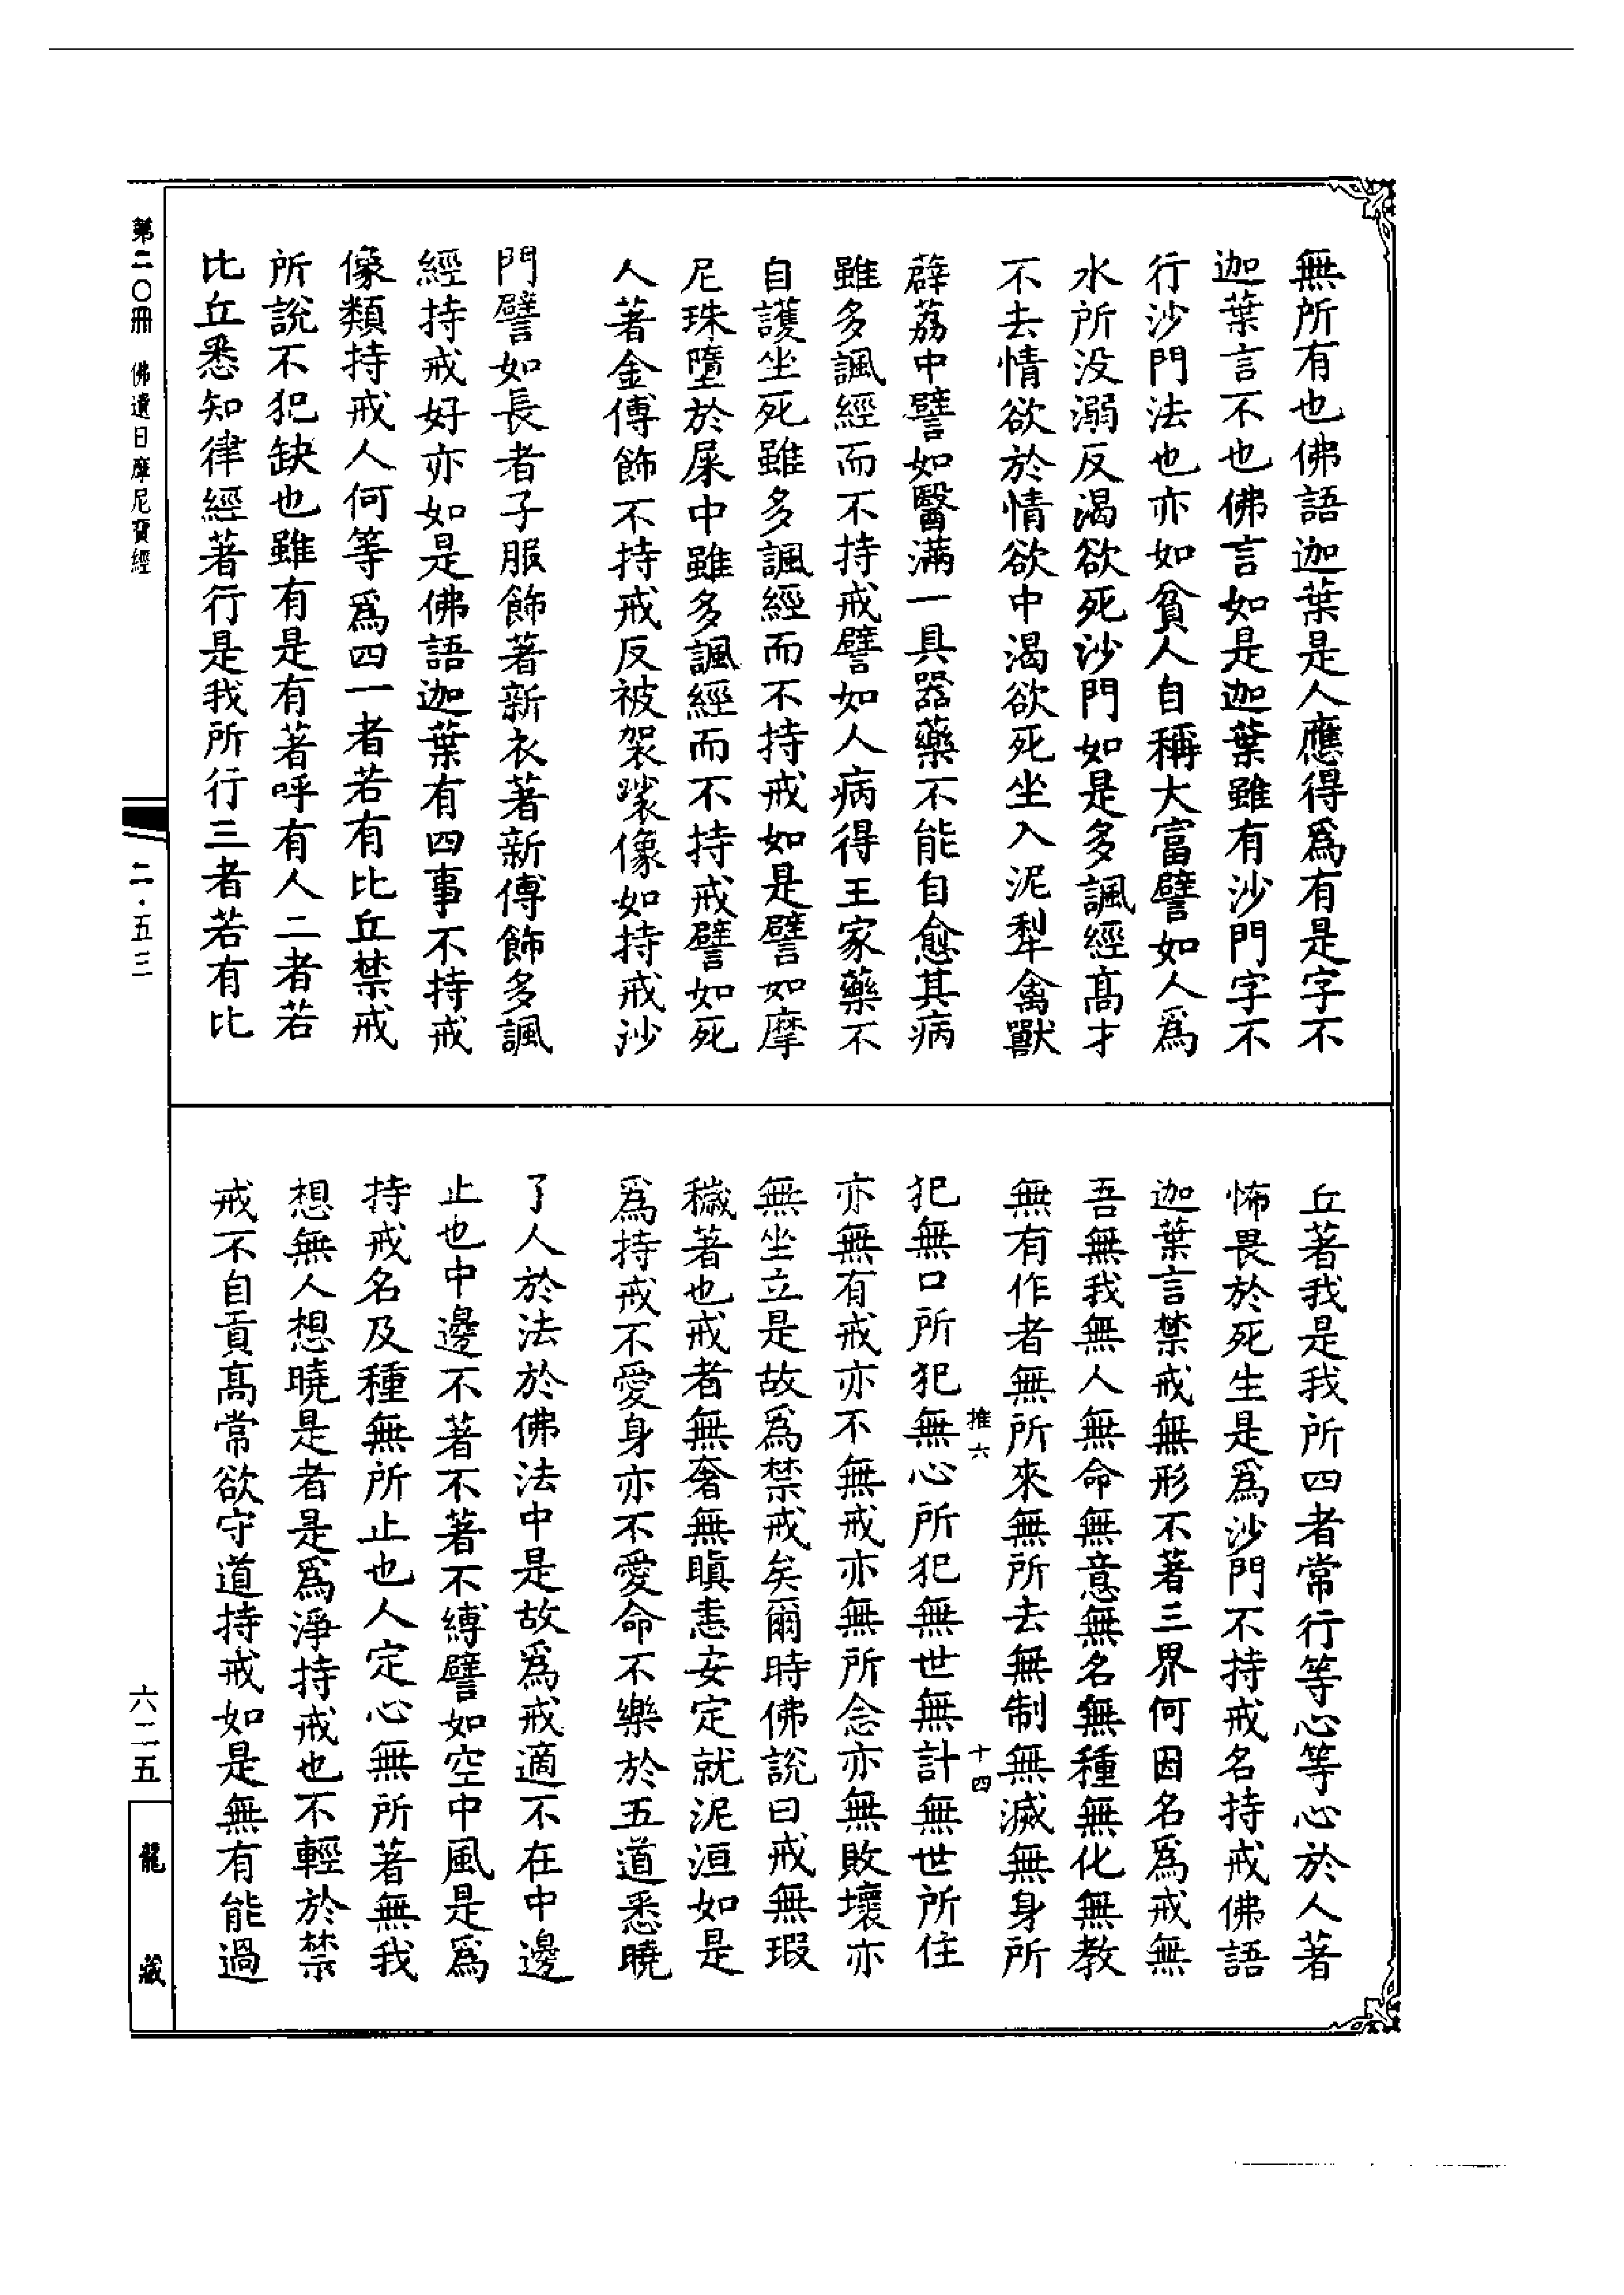 無所有也佛語迦葉是人應得爲有是字不
迦葉言不也佛言如是迦葉雖有沙門字不
行沙門法也亦如貧人自稱大富譬如人爲
水所没溺反渴欲死沙門如是多諷經高才
不去情欲於情欲中渴欲死坐入泥犁禽獸
薜荔中譬如醫滿一具器藥不能自愈其病
雖多諷經而不持戒譬如人病得王家藥不
自護坐死雖多諷經而不持戒如是譬如摩
尼珠墮於屎中雖多諷經而不持戒譬如死
人著金傅飾不持戒反被袈裟像如持戒沙
門譬如長者子服飾著新衣著新傅飾多諷
經持戒好亦如是佛語迦葉有四事不持戒
像類持戒人何等爲四一者若有比丘禁戒
所説不犯缺也雖有是有著呼有人二者若
比丘悉知律經著行是我所行三者若有比
丘著我是我所四者常行等心等心於人著
怖畏於死生是爲沙門不持戒名持戒佛語
迦葉言禁戒無形不著三界何因名爲戒無
吾無我無人無命無意無名無種無化無教
無有作者無所來無所去無制無滅無身所
推六 十四
犯無口所犯無心所犯無世無計無世所住
亦無有戒亦不無戒亦無所念亦無敗壞亦
無坐立是故爲禁戒矣爾時佛説曰戒無瑕
穢著也戒者無奢無瞋恚安定就泥洹如是
爲持戒不愛身亦不愛命不樂於五道悉曉
了人於法於佛法中是故爲戒適不在中邊
止也中邊不著不著不縛譬如空中風是爲
持戒名及種無所止也人定心無所著無我
想無人想曉是者是爲淨持戒也不輕於禁
戒不自貢高常欲守道持戒如是無有能過
第二〇冊 佛遺日摩尼寶經
二·五三
六二五
龍藏